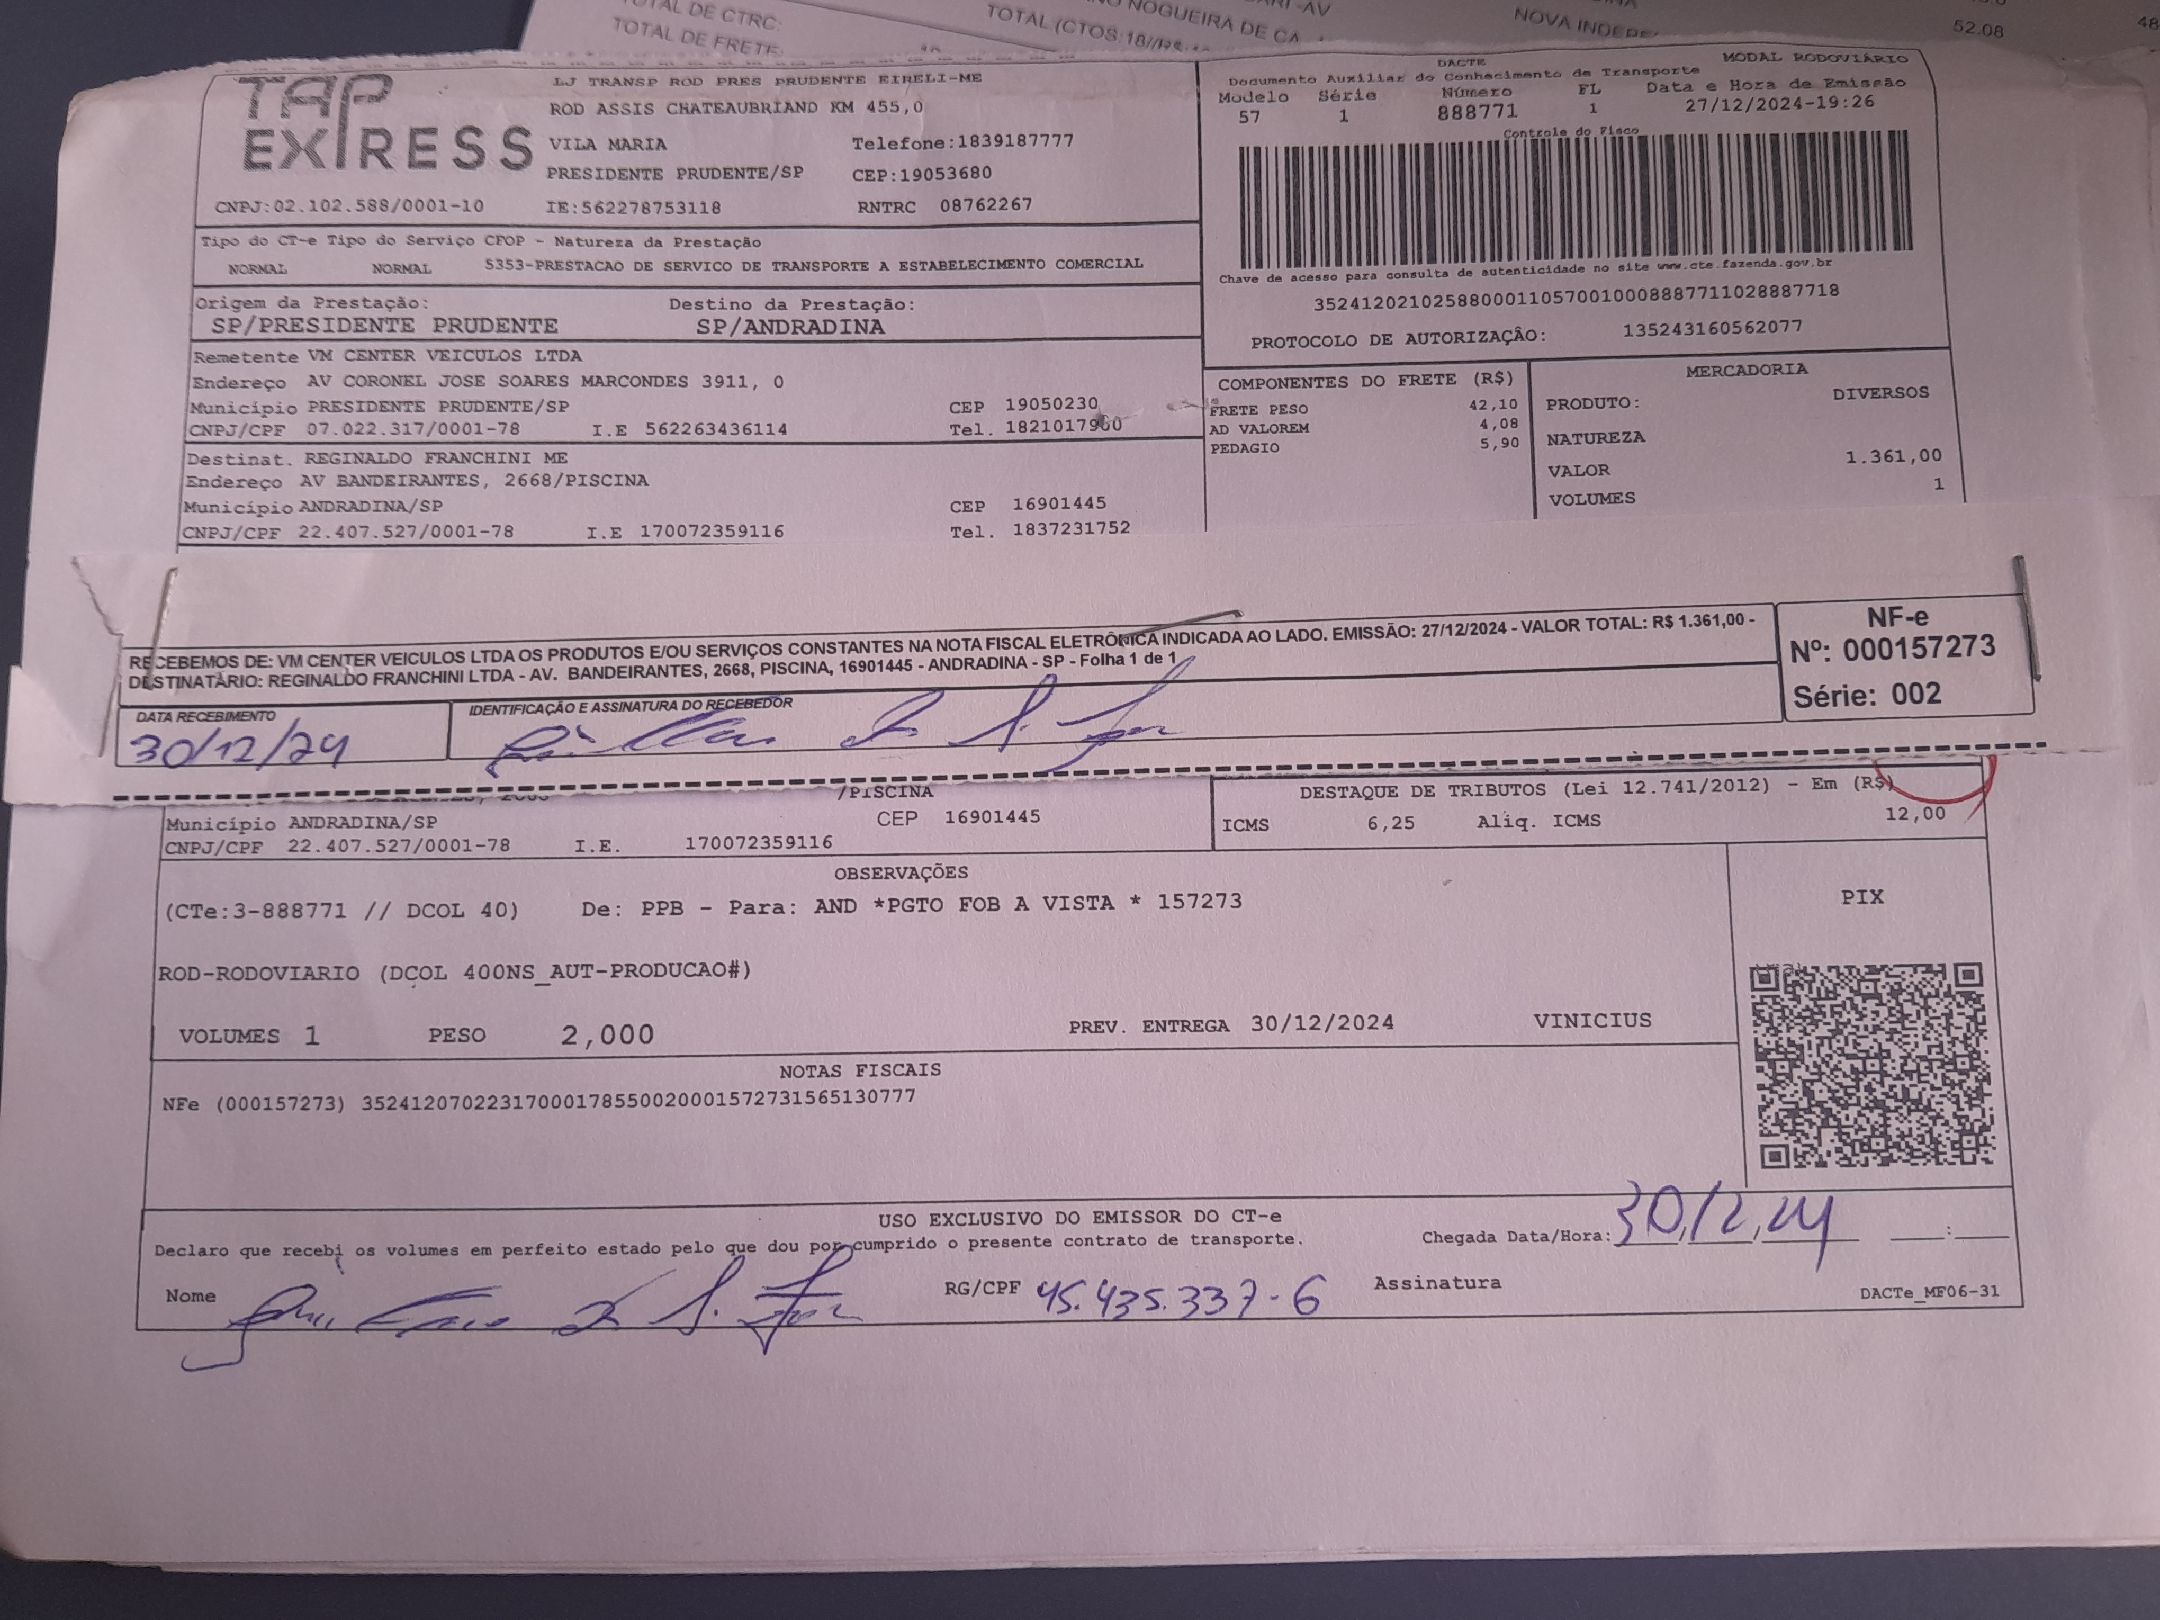 TOTAL DE CTRC:
TOTAL DE FRETE:
NOGUEIRA DE CA
TOTAL (CTOS:18/
-AV
NOVA INDEPE
52.08
48
TAP EXPRESS
LJ TRANSP ROD PRES PRUDENTE EIRELI-ME
ROD ASSIS CHATEAUBRIAND KM 455,0
VILA MARIA Telefone:1839187777
PRESIDENTE PRUDENTE/SP CEP:19053680
CNPJ:02.102.588/0001-10 IE:562278753118 RNTRC 08762267
DACTE MODAL RODOVIÁRIO
Documento Auxiliar do Conhecimento de Transporte
Modelo Série Número FL Data e Hora de Emissão
57 1 888771 1 27/12/2024-19:26
Controle do Fisco
Chave de acesso para consulta de autenticidade no site www.cte.fazenda.gov.br
35241202102588000110570010008887711028887718
PROTOCOLO DE AUTORIZAÇÃO: 135243160562077
Tipo do CT-e Tipo do Serviço CFOP - Natureza da Prestação
NORMAL NORMAL 5353-PRESTACAO DE SERVICO DE TRANSPORTE A ESTABELECIMENTO COMERCIAL
Origem da Prestação: Destino da Prestação:
SP/PRESIDENTE PRUDENTE SP/ANDRADINA
Remetente VM CENTER VEICULOS LTDA
Endereço AV CORONEL JOSE SOARES MARCONDES 3911, 0
Município PRESIDENTE PRUDENTE/SP CEP 19050230
CNPJ/CPF 07.022.317/0001-78 I.E 562263436114 Tel. 1821017960
Destinat. REGINALDO FRANCHINI ME
Endereço AV BANDEIRANTES, 2668/PISCINA
Município ANDRADINA/SP CEP 16901445
CNPJ/CPF 22.407.527/0001-78 I.E 170072359116 Tel. 1837231752
COMPONENTES DO FRETE (R$)
FRETE PESO 42,10
AD VALOREM 4,08
PEDAGIO 5,90
MERCADORIA
PRODUTO: DIVERSOS
NATUREZA
VALOR 1.361,00
VOLUMES 1
RECEBEMOS DE: VM CENTER VEICULOS LTDA OS PRODUTOS E/OU SERVIÇOS CONSTANTES NA NOTA FISCAL ELETRÔNICA INDICADA AO LADO. EMISSÃO: 27/12/2024 - VALOR TOTAL: R$ 1.361,00 -
DESTINATÁRIO: REGINALDO FRANCHINI LTDA - AV. BANDEIRANTES, 2668, PISCINA, 16901445 - ANDRADINA - SP - Folha 1 de 1
NF-e
Nº: 000157273
Série: 002
DATA RECEBIMENTO IDENTIFICAÇÃO E ASSINATURA DO RECEBEDOR
30/12/24
/PISCINA
Município ANDRADINA/SP CEP 16901445
CNPJ/CPF 22.407.527/0001-78 I.E. 170072359116
DESTAQUE DE TRIBUTOS (Lei 12.741/2012) - Em (R$)
ICMS 6,25 Aliq. ICMS 12,00
OBSERVAÇÕES
(CTe:3-888771 // DCOL 40) De: PPB - Para: AND *PGTO FOB A VISTA * 157273
ROD-RODOVIARIO (DCOL 400NS_AUT-PRODUCAO#)
VOLUMES 1 PESO 2,000 PREV. ENTREGA 30/12/2024 VINICIUS
PIX
NOTAS FISCAIS
NFe (000157273) 35241207022317000178550020001572731565130777
USO EXCLUSIVO DO EMISSOR DO CT-e
Declaro que recebi os volumes em perfeito estado pelo que dou por cumprido o presente contrato de transporte. Chegada Data/Hora: 30/12/24 :
Nome RG/CPF 45.435.337-6 Assinatura
DACTe_MF06-31